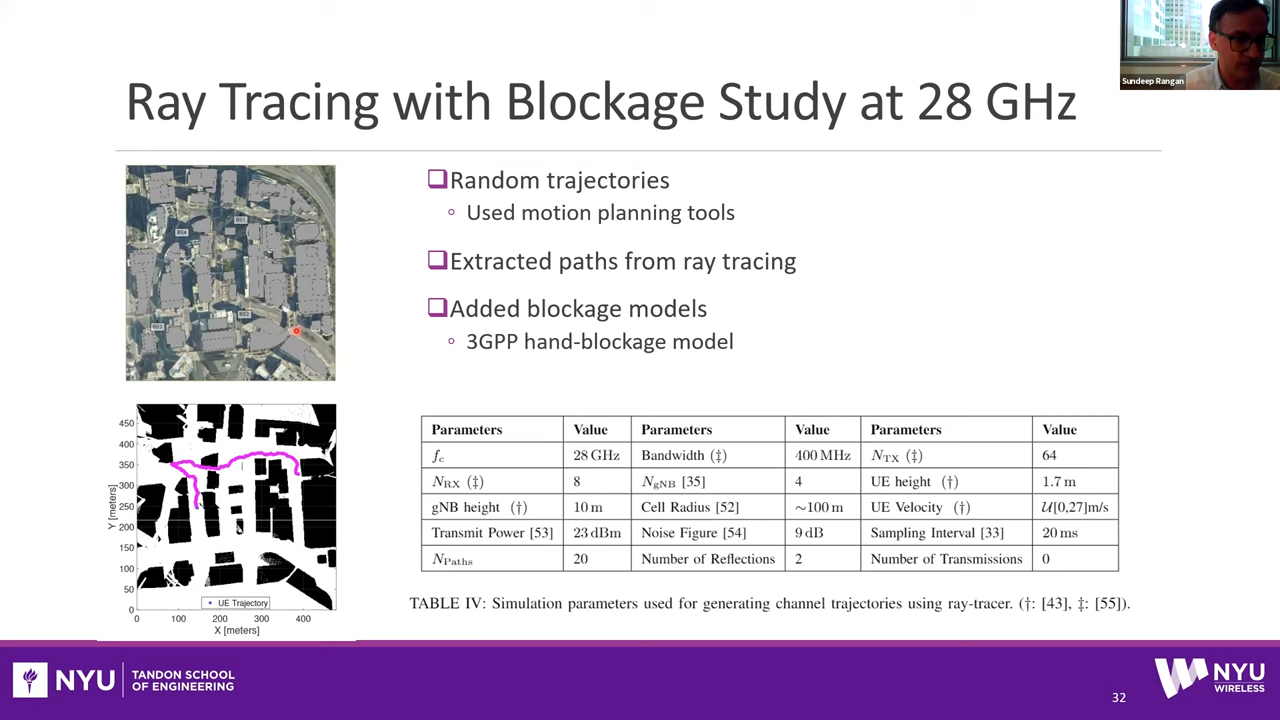 Sundeep Rangan
Ray Tracing with Blockage Study at 28 GHz
BS1
BS4
BS3
BS2
❑Random trajectories
◦ Used motion planning tools
❑Extracted paths from ray tracing
❑Added blockage models
◦ 3GPP hand-blockage model
450
400
350
300
250
200
150
100
50
0
Y [meters]
UE Trajectory
0 100 200 300 400
X [meters]
Parameters Value Parameters Value Parameters Value
f_c 28 GHz Bandwidth (‡) 400 MHz N_TX (‡) 64
N_RX (‡) 8 N_gNB [35] 4 UE height (†) 1.7 m
gNB height (†) 10 m Cell Radius [52] ~100 m UE Velocity (†) 𝒰[0,27]m/s
Transmit Power [53] 23 dBm Noise Figure [54] 9 dB Sampling Interval [33] 20 ms
N_Paths 20 Number of Reflections 2 Number of Transmissions 0
TABLE IV: Simulation parameters used for generating channel trajectories using ray-tracer. (†: [43], ‡: [55]).
NYU
TANDON SCHOOL
OF ENGINEERING
32
NYU
WIRELESS